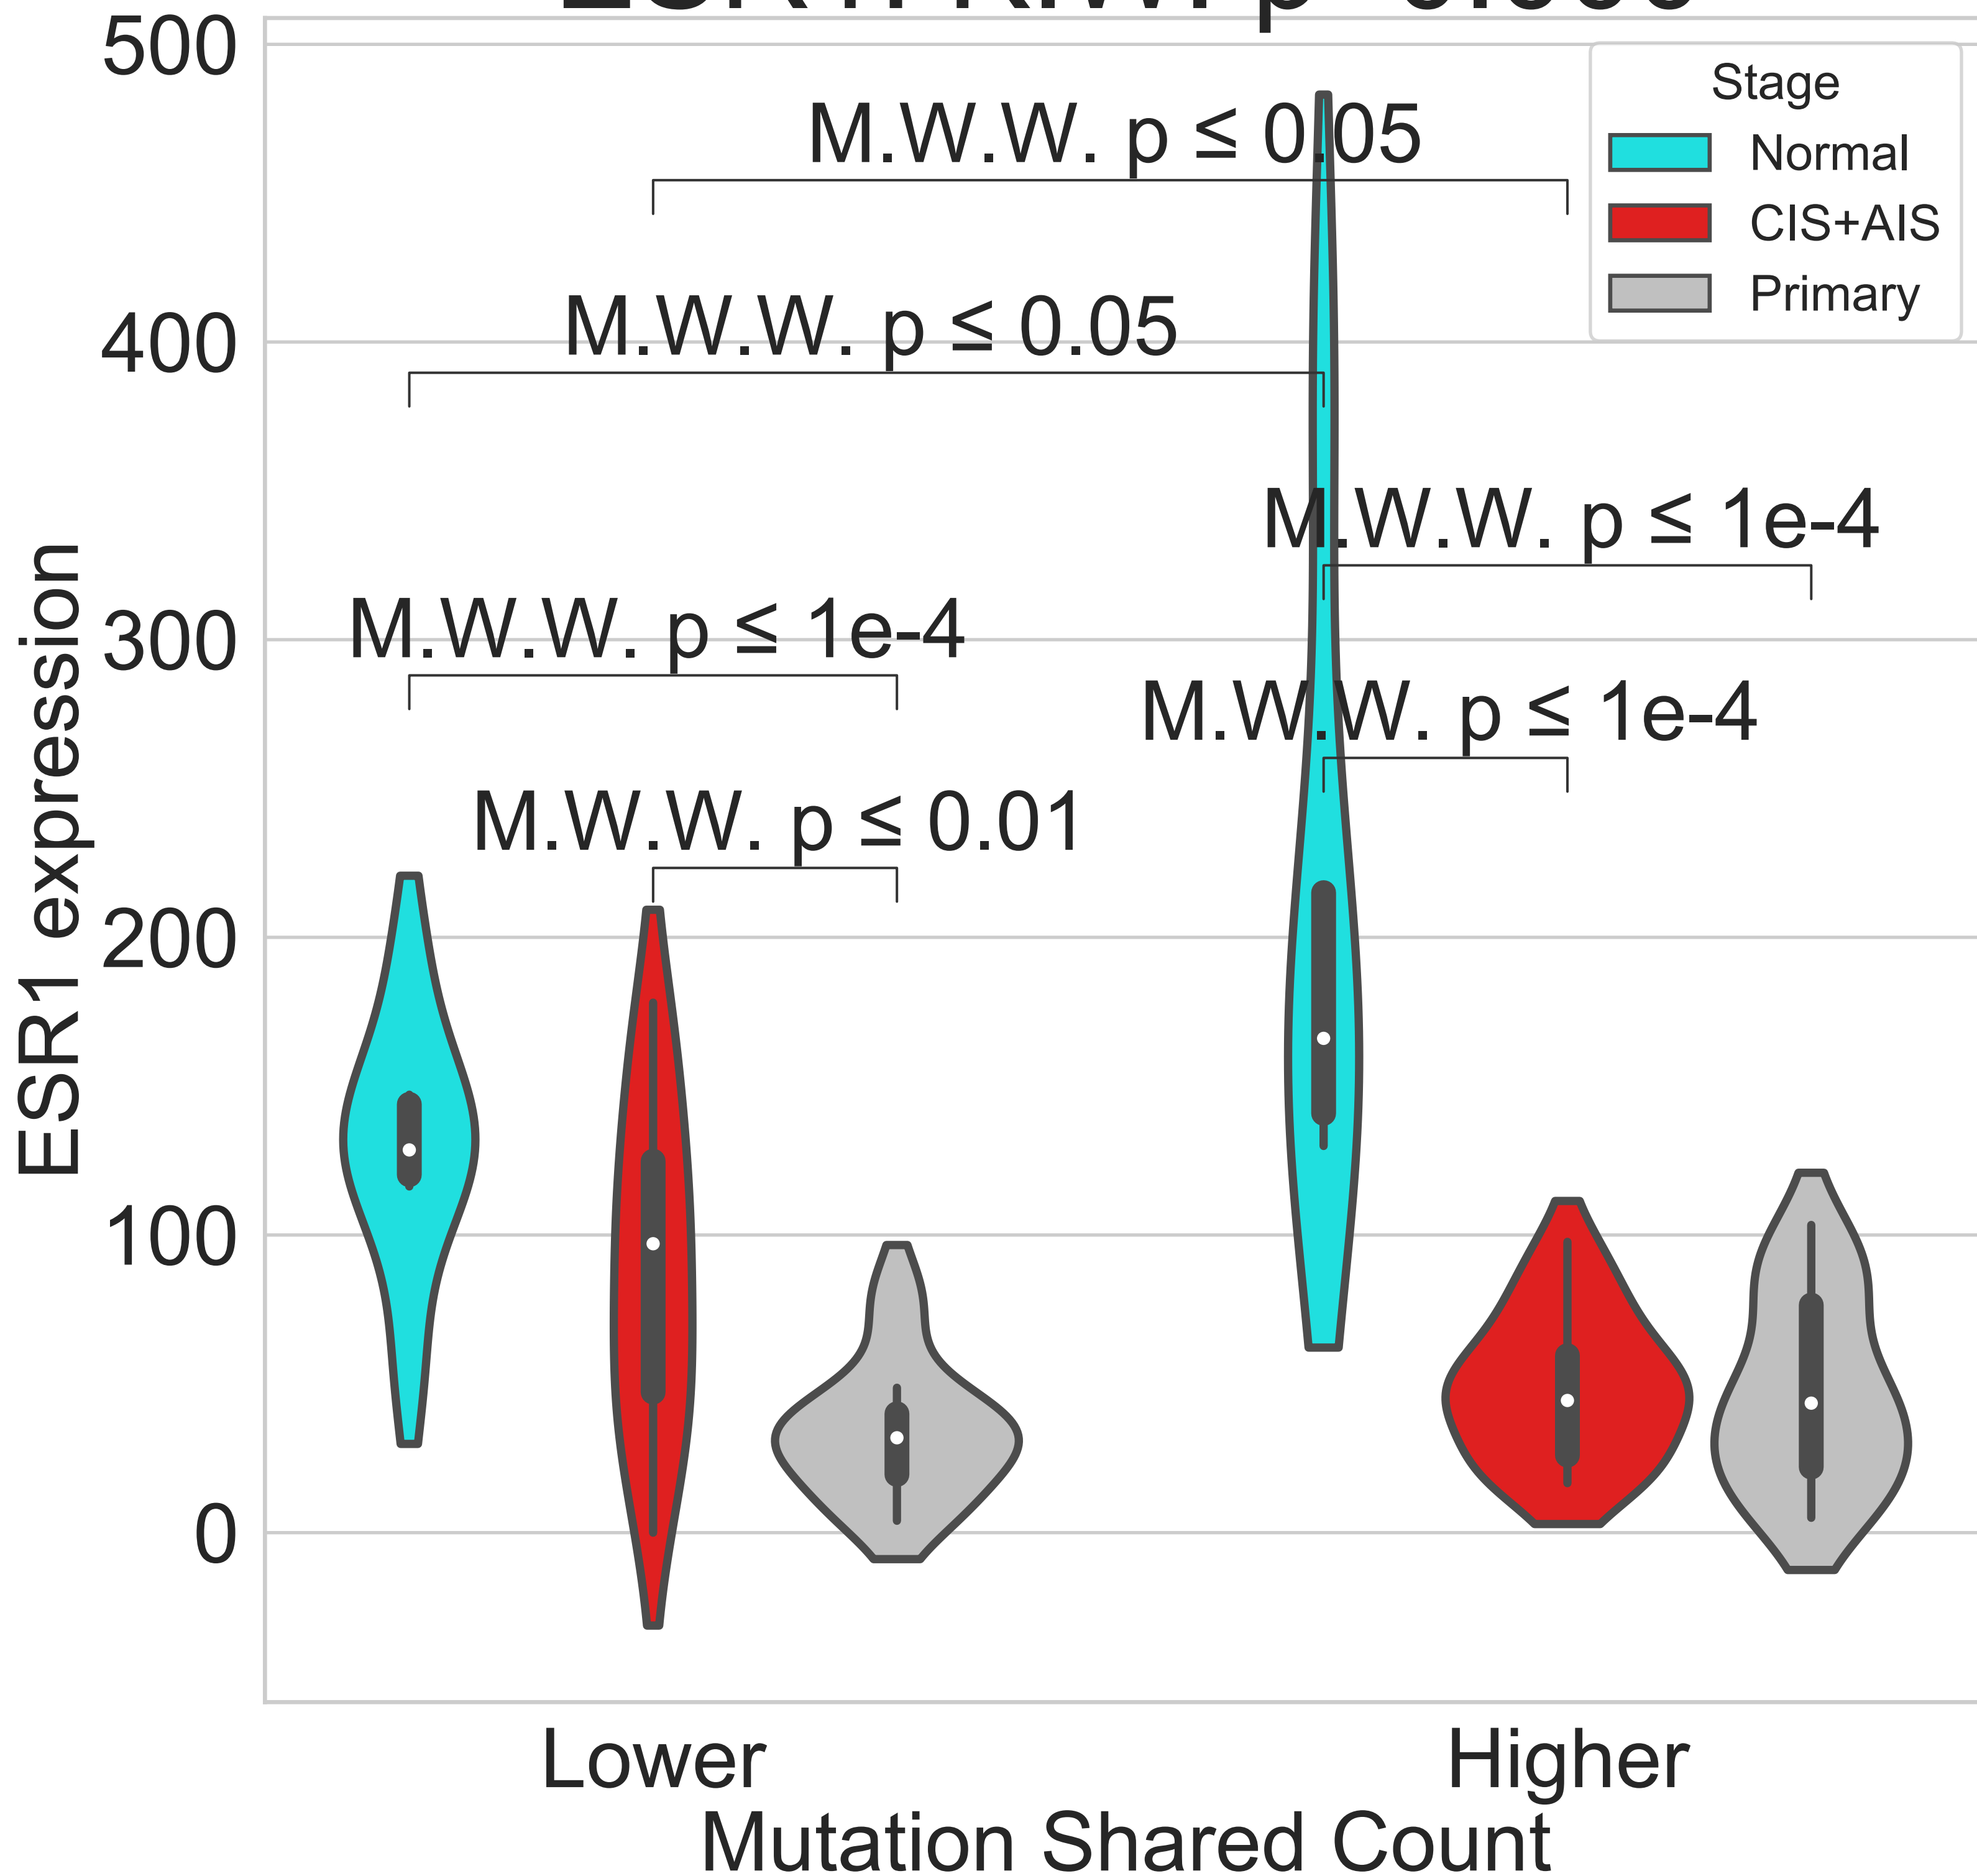 500
Stage
Normal
CIS+AIS
Primary
M.W.W. p ≤ 0.05
M.W.W. p ≤ 0.05
400
M.W.W. p ≤ 1e-4
M.W.W. p ≤ 1e-4
300
M.W.W. p ≤ 1e-4
M.W.W. p ≤ 0.01
200
100
0
ESR1 expression
Lower
Higher
Mutation Shared Count